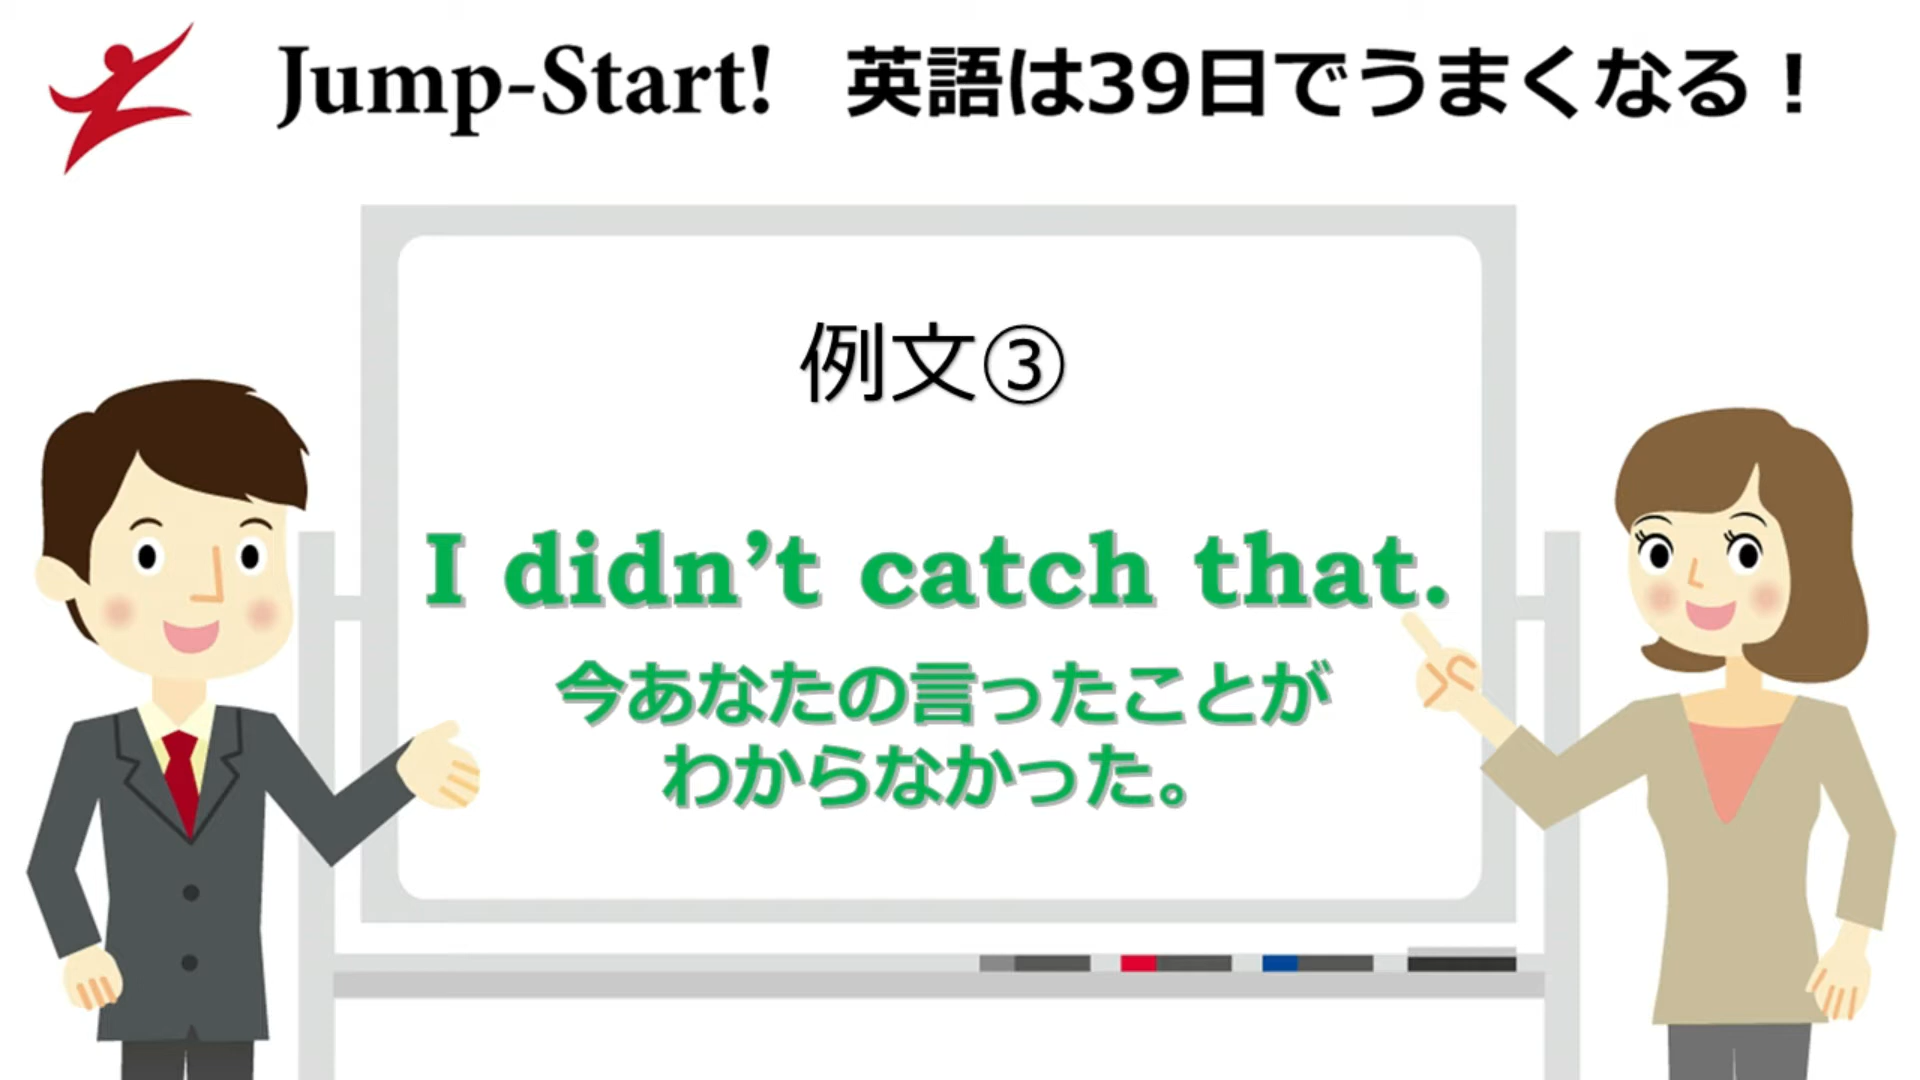 Jump-Start! 英語は39日でうまくなる！
例文③
I didn’t catch that.
今あなたの言ったことが
わからなかった。